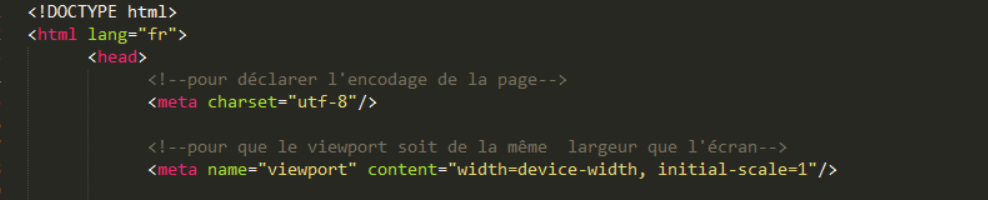 <!DOCTYPE html>
<html lang="fr">
<head>
<!--pour déclarer l'encodage de la page-->
<meta charset="utf-8"/>
<!--pour que le viewport soit de la même  largeur que l'écran-->
<meta name="viewport" content="width=device-width, initial-scale=1"/>